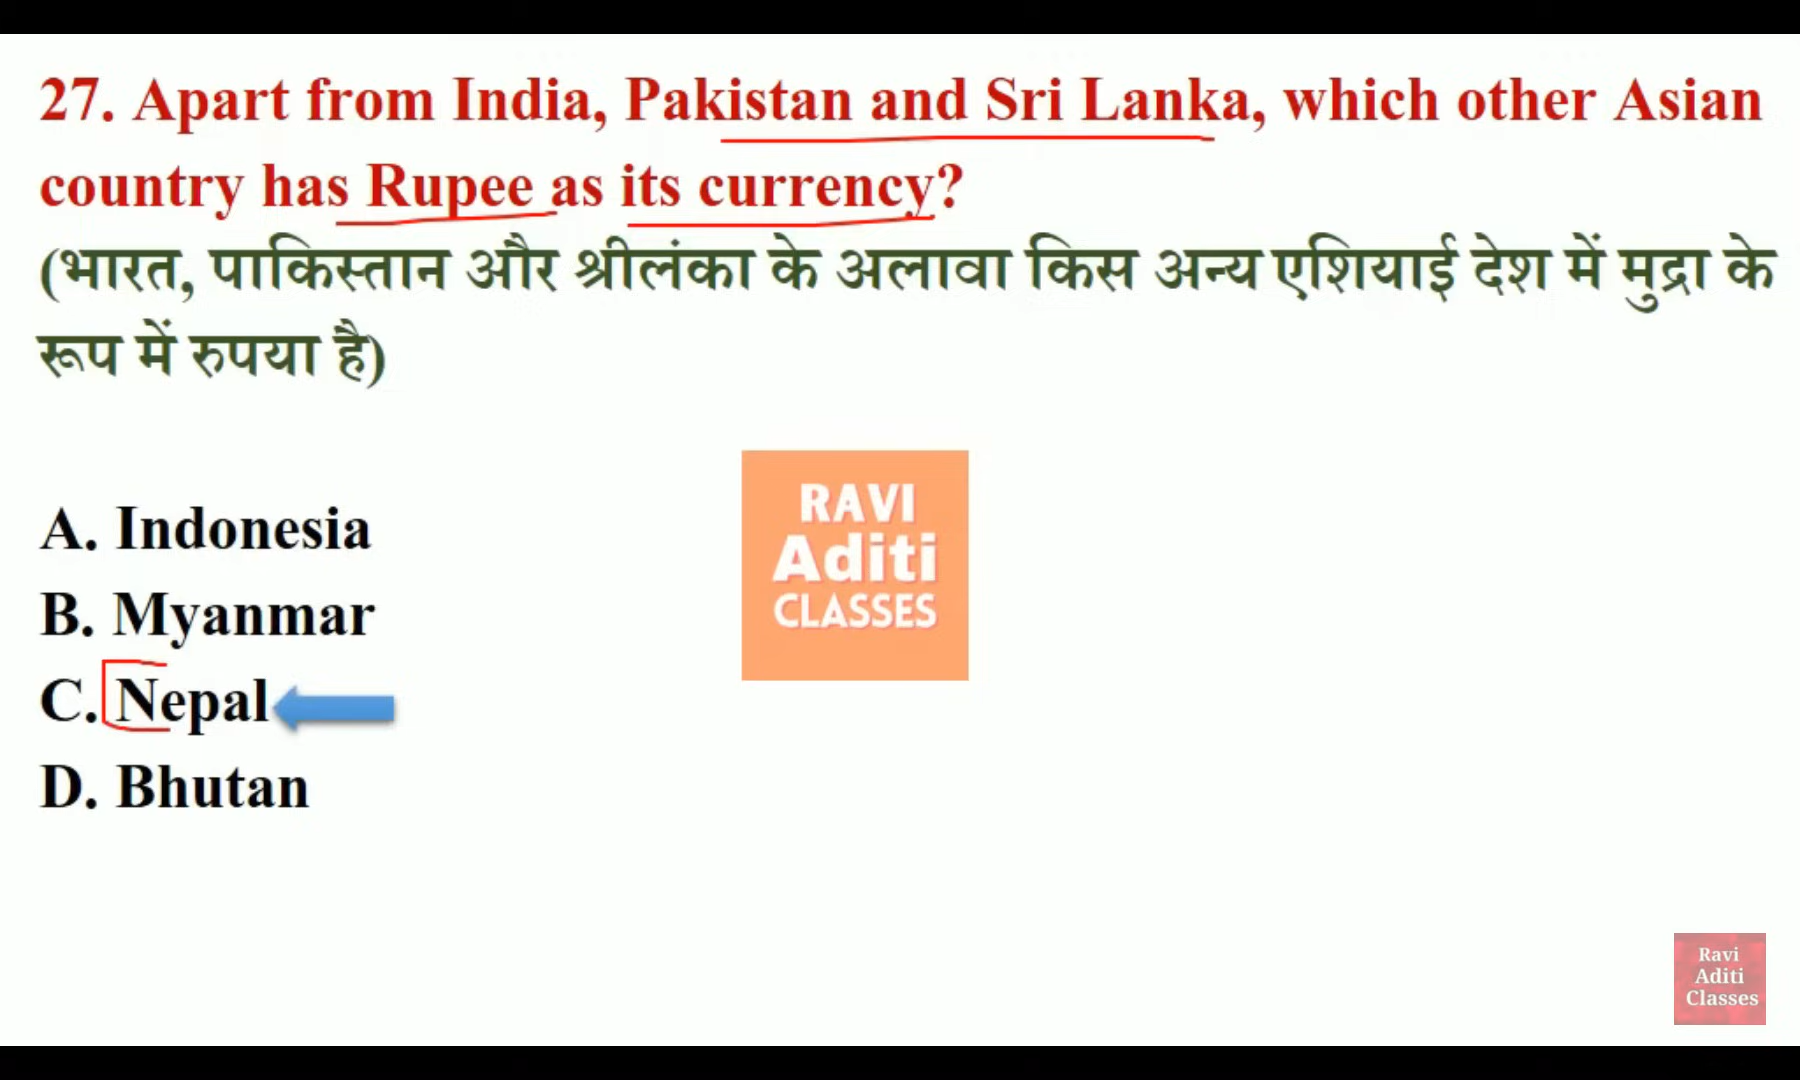 27. Apart from India, Pakistan and Sri Lanka, which other Asian
country has Rupee as its currency?
(भारत, पाकिस्तान और श्रीलंका के अलावा किस अन्य एशियाई देश में मुद्रा के
रूप में रुपया है)
A. Indonesia
B. Myanmar
C. Nepal
D. Bhutan
RAVI
Aditi
CLASSES
Ravi
Aditi
Classes